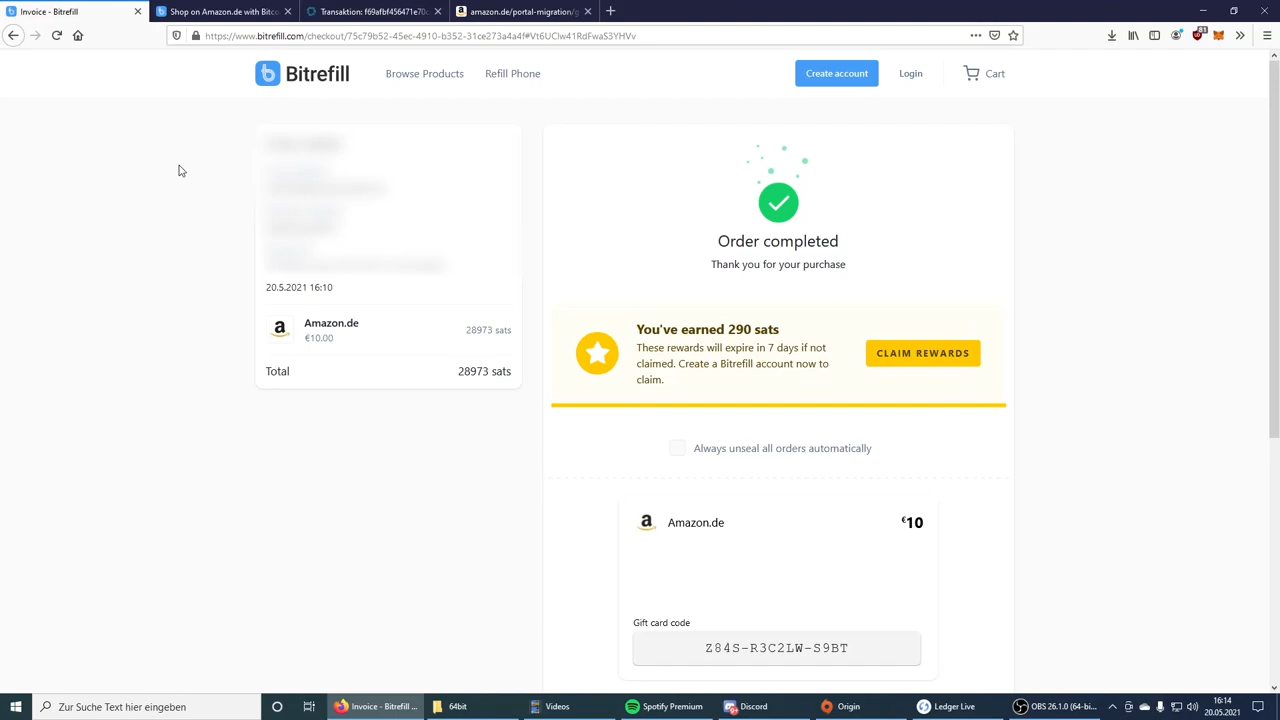 Invoice - Bitrefill
Shop on Amazon.de with Bitco
Transaktion: f69afbf456471e70c
amazon.de/portal-migration/g
https://www.bitrefill.com/checkout/75c79b52-45ec-4910-b352-31ce273a4a4f#Vt6UCIw41RdFwaS3YHVv
Bitrefill
Browse Products
Refill Phone
Create account
Login
Cart
20.5.2021 16:10
Amazon.de
€10.00
28973 sats
Total
28973 sats
Order completed
Thank you for your purchase
You've earned 290 sats
These rewards will expire in 7 days if not
claimed. Create a Bitrefill account now to
claim.
CLAIM REWARDS
Always unseal all orders automatically
Amazon.de
€10
Gift card code
Z84S-R3C2LW-S9BT
Zur Suche Text hier eingeben
Invoice - Bitrefill ...
64bit
Videos
Spotify Premium
Discord
Origin
Ledger Live
OBS 26.1.0 (64-bi...
16:14
20.05.2021